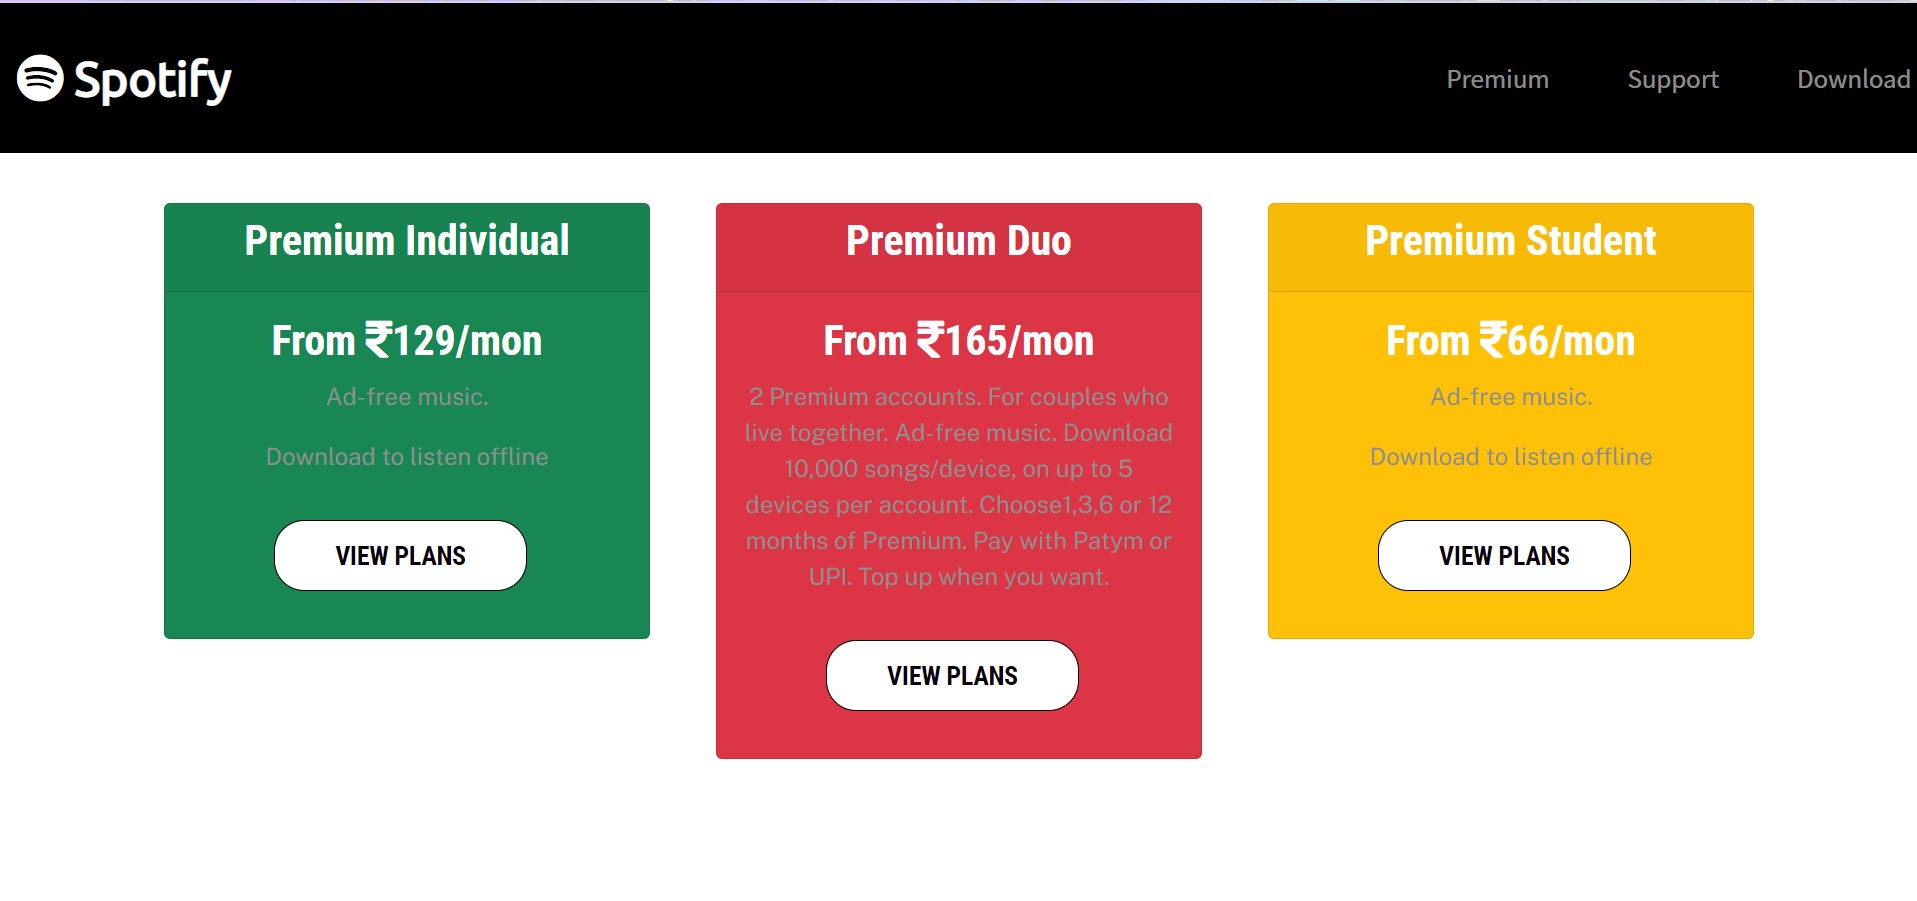 Spotify
Premium
Support
Download
Premium Individual
From ₹129/mon
Ad-free music.
Download to listen offline
VIEW PLANS
Premium Duo
From ₹165/mon
2 Premium accounts. For couples who
live together. Ad-free music. Download
10,000 songs/device, on up to 5
devices per account. Choose1,3,6 or 12
months of Premium. Pay with Patym or
UPI. Top up when you want.
VIEW PLANS
Premium Student
From ₹66/mon
Ad-free music.
Download to listen offline
VIEW PLANS